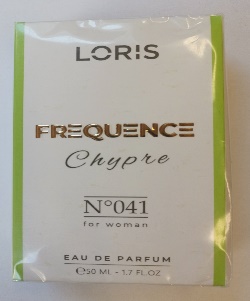 LORIS
FREQUENCE
Chypre
N°041
for woman
EAU DE PARFUM
℮50 ML - 1.7 FL.OZ